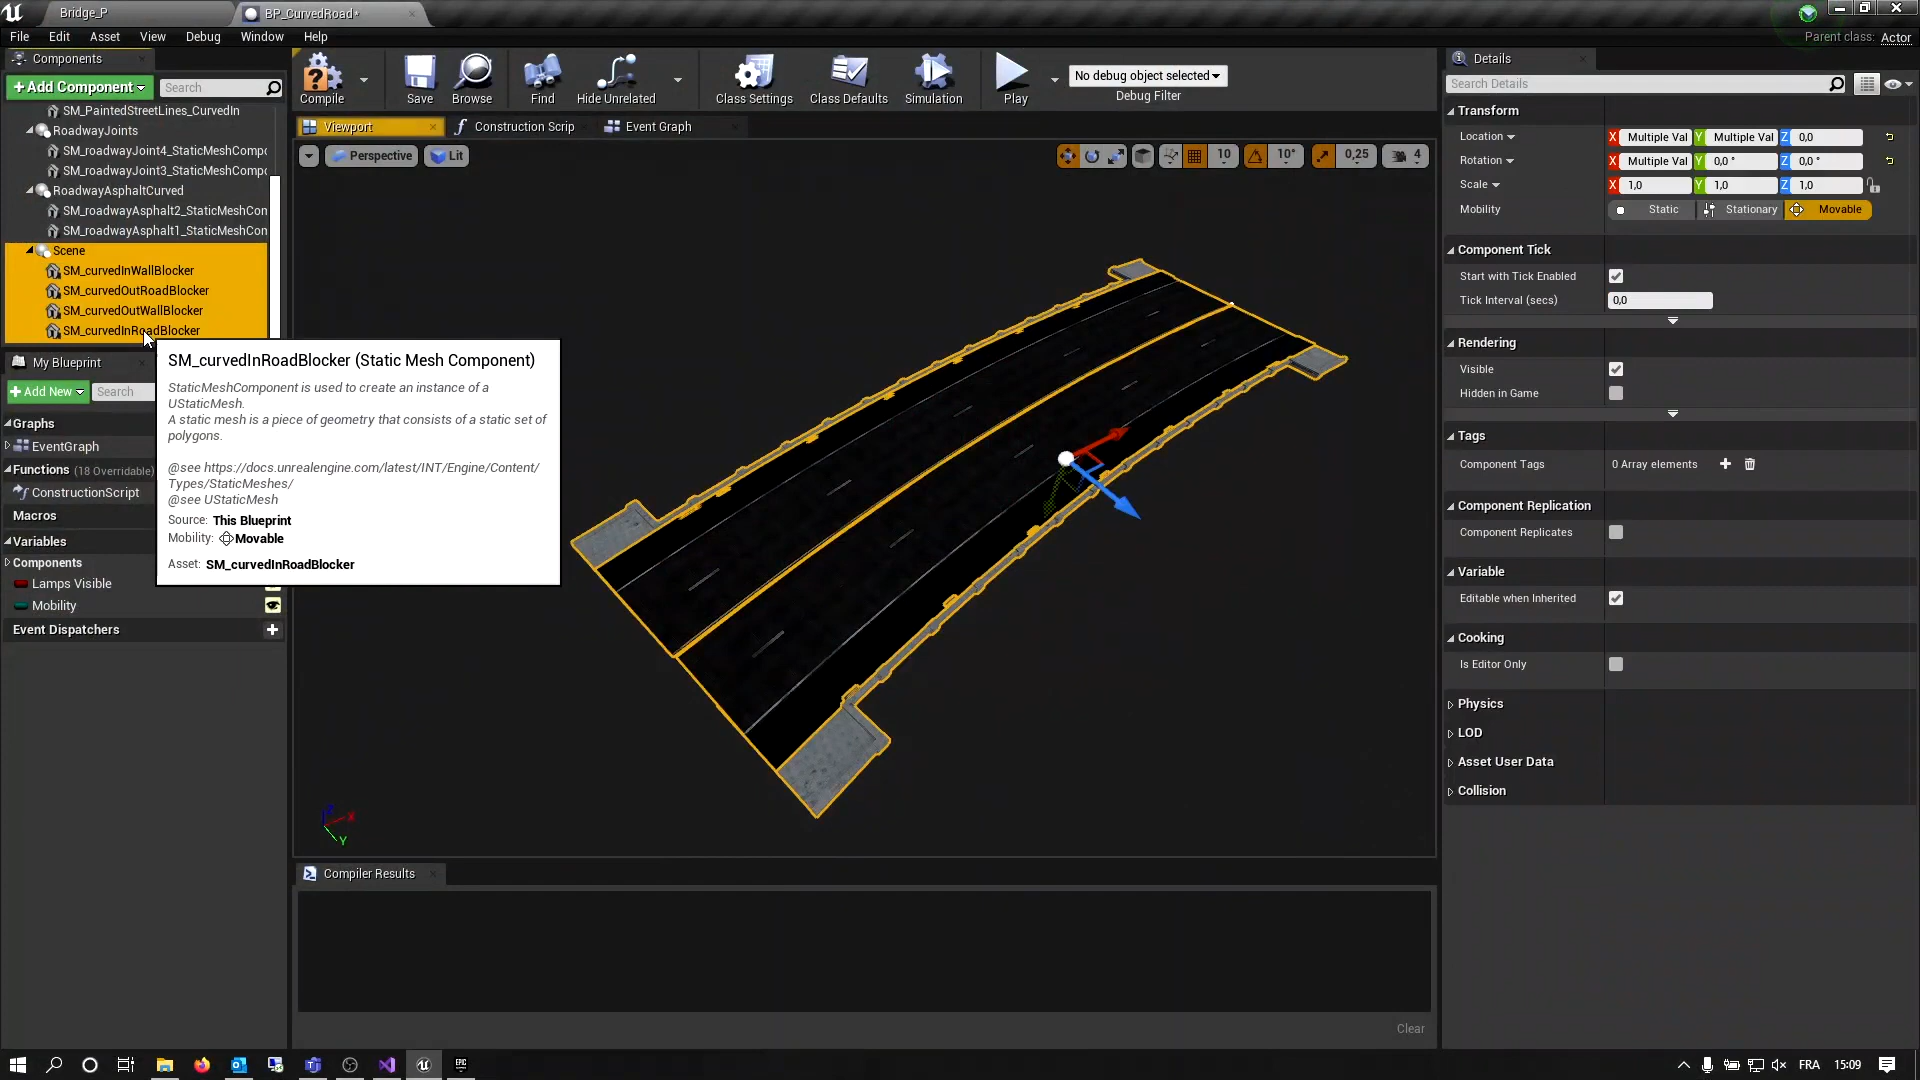 Bridge_P
BP_CurvedRoad*
File Edit Asset View Debug Window Help
Parent class: Actor
Components
+Add Component
Search
SM_PaintedStreetLines_CurvedIn
RoadwayJoints
SM_roadwayJoint4_StaticMeshCompo
SM_roadwayJoint3_StaticMeshCompo
RoadwayAsphaltCurved
SM_roadwayAsphalt2_StaticMeshCon
SM_roadwayAsphalt1_StaticMeshCon
Scene
SM_curvedInWallBlocker
SM_curvedOutRoadBlocker
SM_curvedOutWallBlocker
SM_curvedInRoadBlocker
My Blueprint
+Add New
Search
Graphs
EventGraph
Functions (18 Overridable)
ConstructionScript
Macros
Variables
Components
Lamps Visible
Mobility
Event Dispatchers
SM_curvedInRoadBlocker (Static Mesh Component)
StaticMeshComponent is used to create an instance of a
UStaticMesh.
A static mesh is a piece of geometry that consists of a static set of
polygons.
@see https://docs.unrealengine.com/latest/INT/Engine/Content/
Types/StaticMeshes/
@see UStaticMesh
Source: This Blueprint
Mobility: Movable
Asset: SM_curvedInRoadBlocker
Compile
Save
Browse
Find
Hide Unrelated
Class Settings
Class Defaults
Simulation
Play
No debug object selected
Debug Filter
Viewport
Construction Scrip
Event Graph
Perspective
Lit
10
10°
0,25
4
X
Y
Compiler Results
Clear
Details
Search Details
Transform
Location X Multiple Val Y Multiple Val Z 0,0
Rotation X Multiple Val Y 0,0 ° Z 0,0 °
Scale X 1,0 Y 1,0 Z 1,0
Mobility Static Stationary Movable
Component Tick
Start with Tick Enabled
Tick Interval (secs) 0,0
Rendering
Visible
Hidden in Game
Tags
Component Tags 0 Array elements
Component Replication
Component Replicates
Variable
Editable when Inherited
Cooking
Is Editor Only
Physics
LOD
Asset User Data
Collision
FRA
15:09